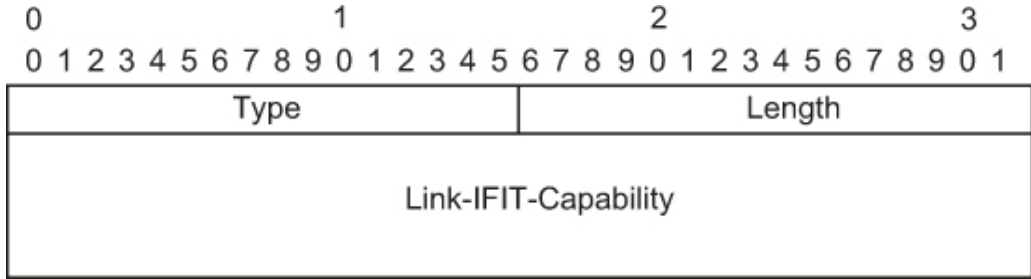 0 1 2 3
0 1 2 3 4 5 6 7 8 9 0 1 2 3 4 5 6 7 8 9 0 1 2 3 4 5 6 7 8 9 0 1
Type Length
Link-IFIT-Capability